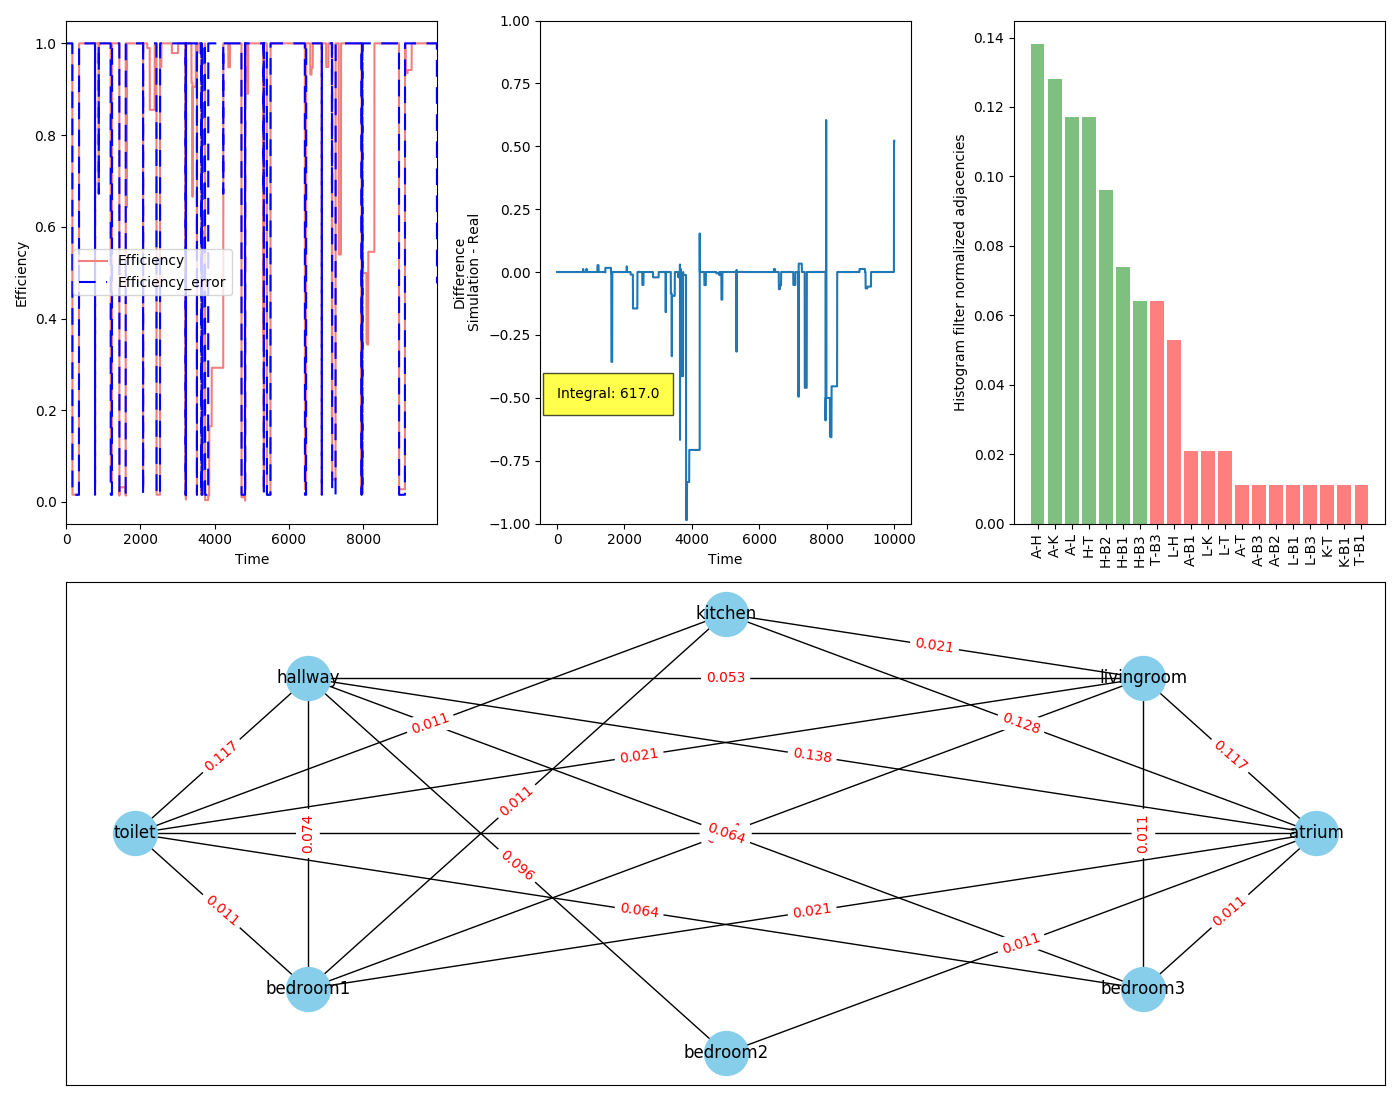 1.0
0.8
0.6
0.4
0.2
0.0
Efficiency
Efficiency
Efficiency_error
0
2000
4000
6000
8000
Time
1.00
0.75
0.50
0.25
0.00
−0.25
−0.50
−0.75
−1.00
Difference
Simulation - Real
Integral: 617.0
0
2000
4000
6000
8000
10000
Time
0.14
0.12
0.10
0.08
0.06
0.04
0.02
0.00
Histogram filter normalized adjacencies
A-H
A-K
A-L
H-T
H-B2
H-B1
H-B3
T-B3
L-H
A-B1
L-K
L-T
A-T
A-B3
A-B2
L-B1
L-B3
K-T
K-B1
T-B1
kitchen
0.021
hallway
0.053
livingroom
0.011
0.128
0.117
0.021
0.138
0.117
0.011
toilet
0.074
0.064
0.011
atrium
0.096
0.011
0.064
0.021
0.011
0.011
bedroom1
bedroom3
bedroom2